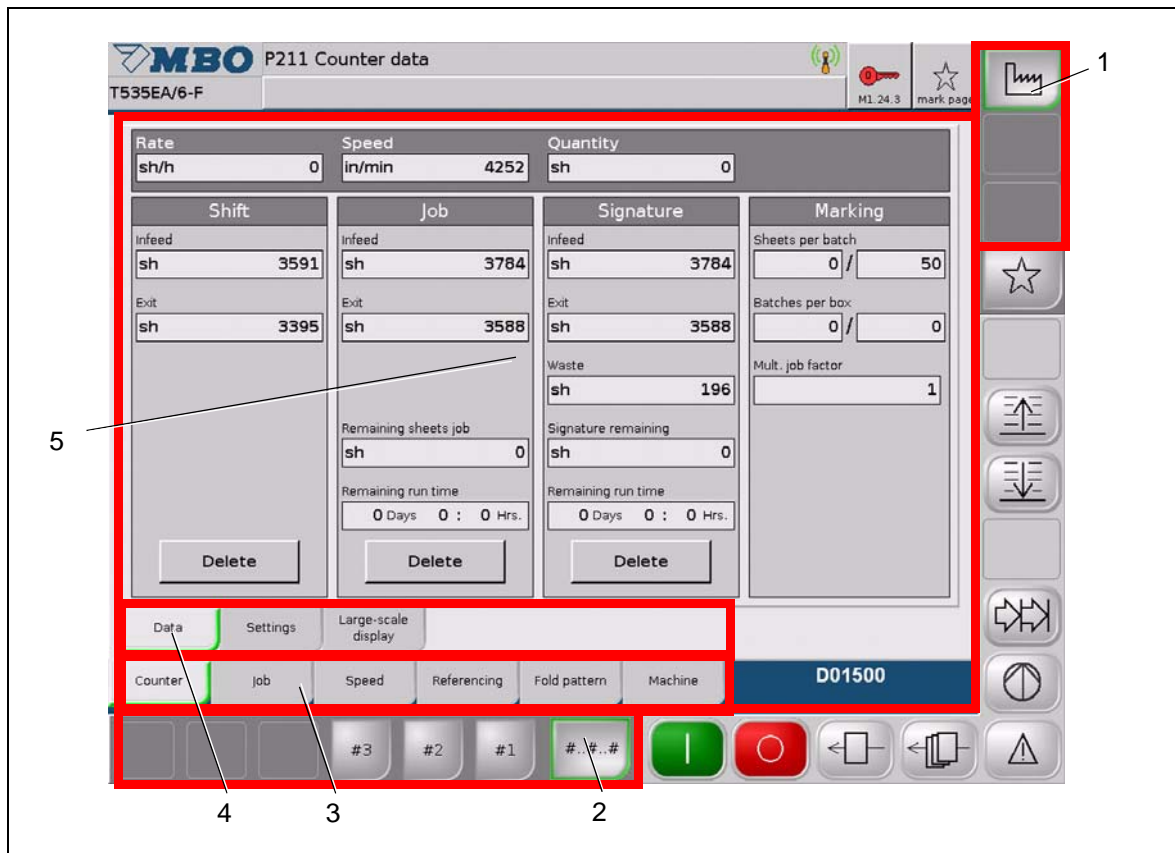 MBO P211 Counter data
T535EA/6-F
M1.24.3 mark page
1
Rate Speed Quantity
sh/h 0 in/min 4252 sh 0
Shift Job Signature Marking
Infeed Infeed Infeed Sheets per batch
sh 3591 sh 3784 sh 3784 0 / 50
Exit Exit Exit Batches per box
sh 3395 sh 3588 sh 3588 0 / 0
Waste Mult. job factor
sh 196 1
5
Remaining sheets job Signature remaining
sh 0 sh 0
Remaining run time Remaining run time
0 Days 0 : 0 Hrs. 0 Days 0 : 0 Hrs.
Delete Delete Delete
Data Settings Large-scale
display
Counter Job Speed Referencing Fold pattern Machine D01500
#3 #2 #1 #..#..#
4 3 2